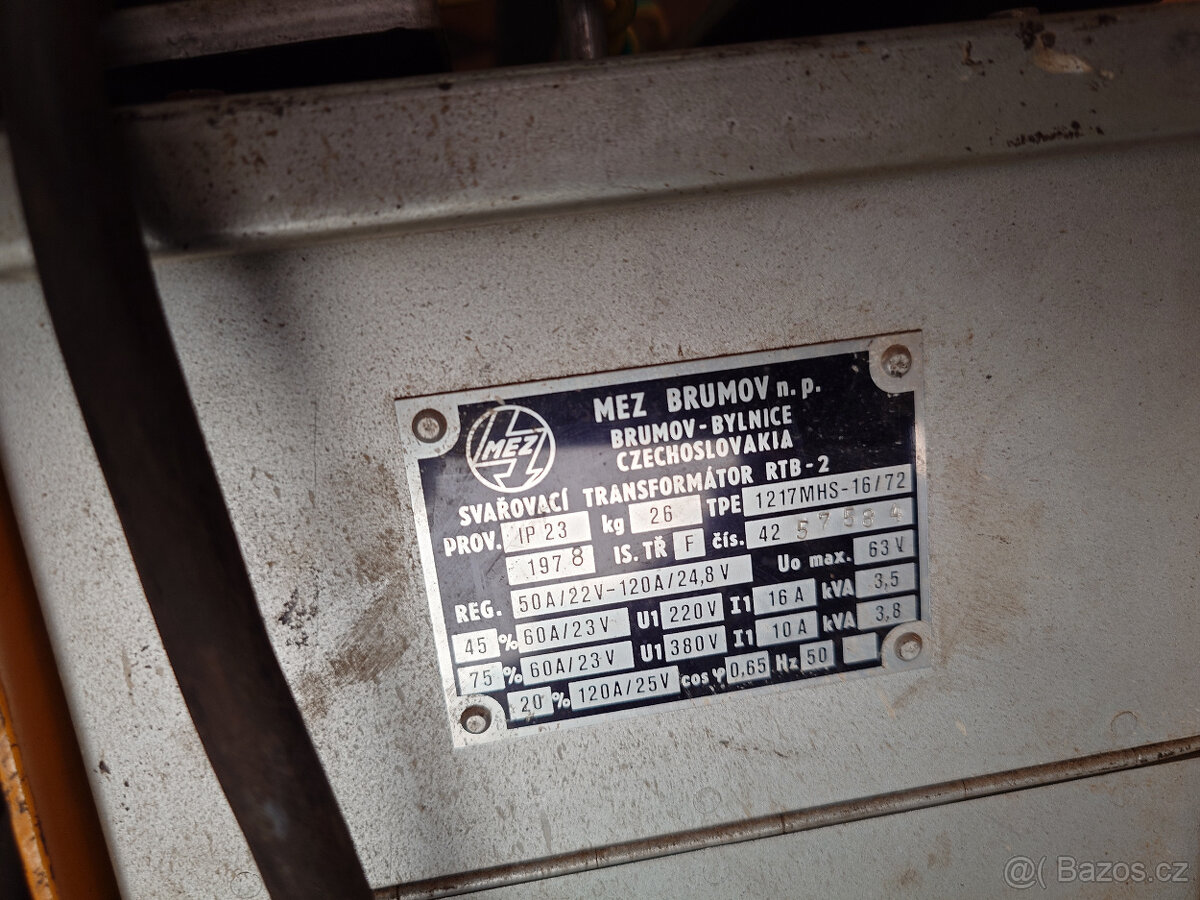 MEZ
MEZ BRUMOV n. p.
BRUMOV - BYLNICE
CZECHOSLOVAKIA
SVAŘOVACÍ TRANSFORMÁTOR RTB-2
PROV. IP 23 kg 26 TPE 1217MHS-16/72
1978 IS. TŘ F čís. 42 57584
REG. 50A/22V-120A/24,8V Uo max. 63V
45 % 60A/23V U1 220V I1 16A kVA 3,5
75 % 60A/23V U1 380V I1 10A kVA 3,8
20 % 120A/25V cos φ 0,65 Hz 50
@( Bazos.cz